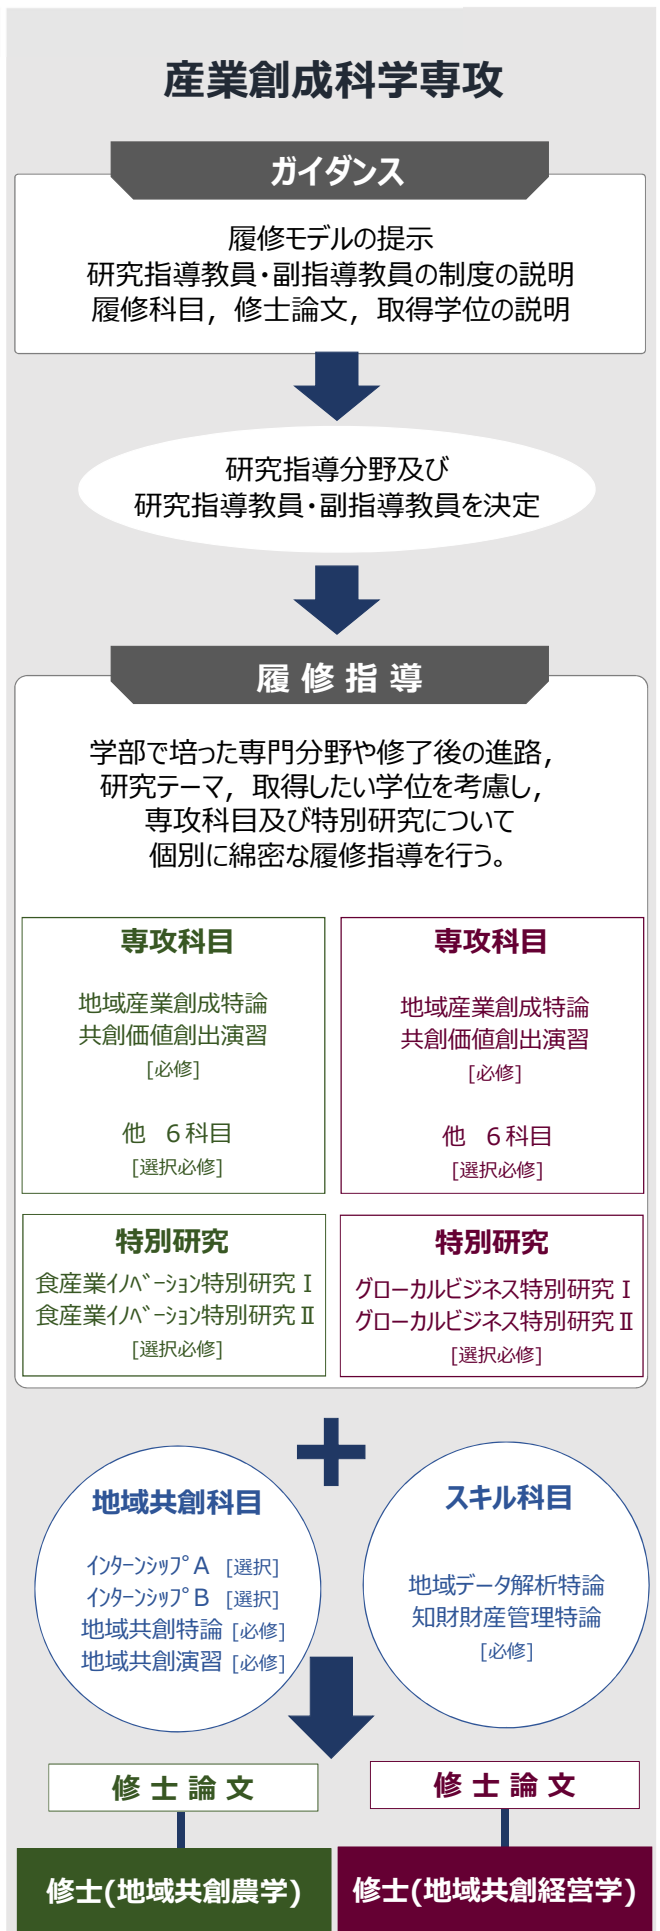 産業創成科学専攻
ガイダンス
履修モデルの提示
研究指導教員・副指導教員の制度の説明
履修科目，修士論文，取得学位の説明
研究指導分野及び
研究指導教員・副指導教員を決定
履 修 指 導
学部で培った専門分野や修了後の進路，
研究テーマ，取得したい学位を考慮し，
専攻科目及び特別研究について
個別に綿密な履修指導を行う。
専攻科目
地域産業創成特論
共創価値創出演習
[必修]
他　６科目
[選択必修]
専攻科目
地域産業創成特論
共創価値創出演習
[必修]
他　６科目
[選択必修]
特別研究
食産業ｲﾉﾍﾞｰｼｮﾝ特別研究Ⅰ
食産業ｲﾉﾍﾞｰｼｮﾝ特別研究Ⅱ
[選択必修]
特別研究
グローカルビジネス特別研究Ⅰ
グローカルビジネス特別研究Ⅱ
[選択必修]
地域共創科目
ｲﾝﾀｰﾝｼｯﾌﾟA [選択]
ｲﾝﾀｰﾝｼｯﾌﾟB [選択]
地域共創特論 [必修]
地域共創演習 [必修]
スキル科目
地域データ解析特論
知財財産管理特論
[必修]
修 士 論 文
修 士 論 文
修士(地域共創農学)
修士(地域共創経営学)